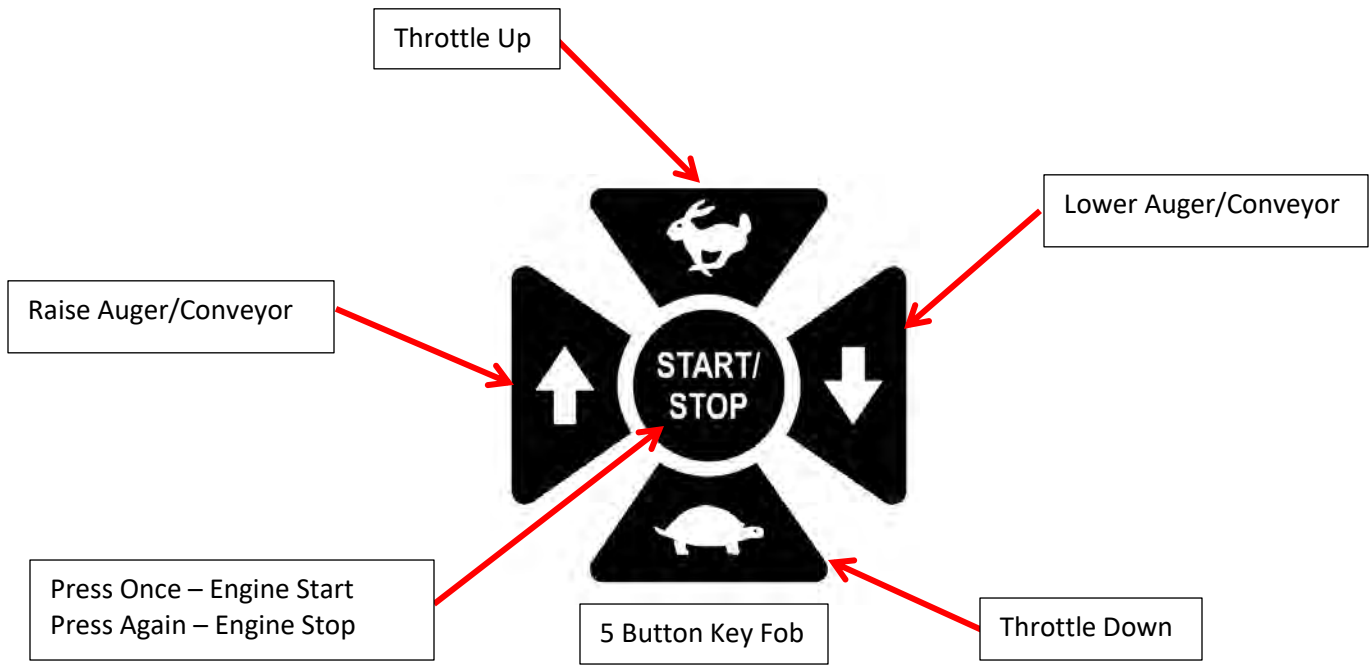 Throttle Up
Lower Auger/Conveyor
Raise Auger/Conveyor
START/
STOP
Press Once – Engine Start
Press Again – Engine Stop
5 Button Key Fob
Throttle Down